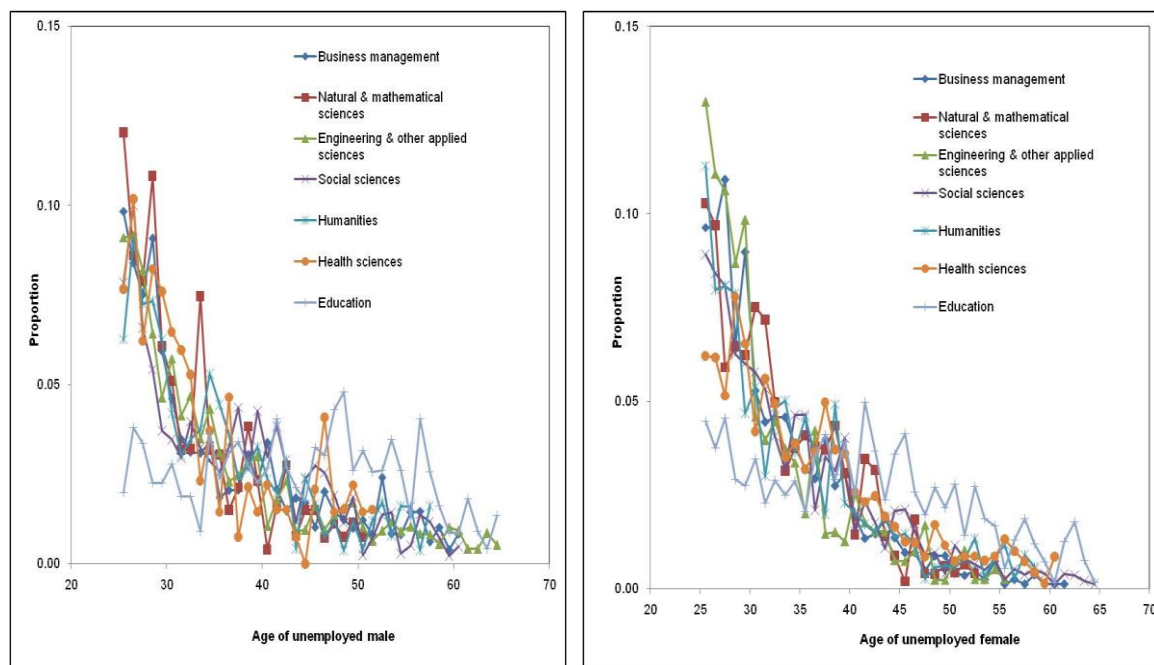 0.15
0.10
0.05
0.00
Proportion
Business management
Natural & mathematical
sciences
Engineering & other applied
sciences
Social sciences
Humanities
Health sciences
Education
20
30
40
50
60
70
Age of unemployed male
0.15
0.10
0.05
0.00
Proportion
Business management
Natural & mathematical
sciences
Engineering & other applied
sciences
Social sciences
Humanities
Health sciences
Education
20
25
30
35
40
45
50
55
60
65
70
Age of unemployed female